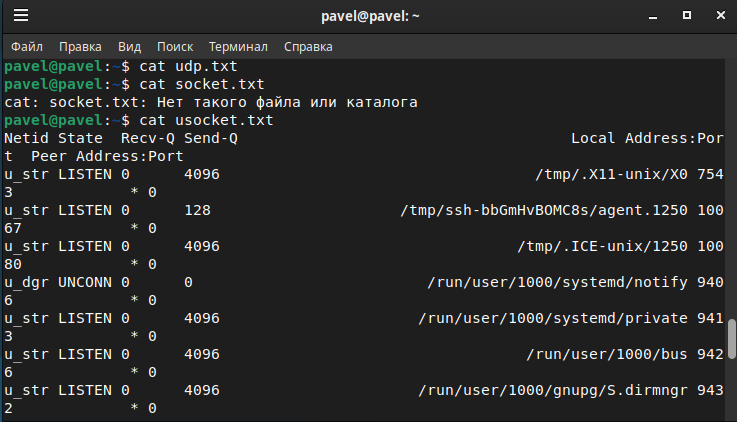 pavel@pavel: ~
Файл Правка Вид Поиск Терминал Справка
pavel@pavel:~$ cat udp.txt
pavel@pavel:~$ cat socket.txt
cat: socket.txt: Нет такого файла или каталога
pavel@pavel:~$ cat usocket.txt
Netid State  Recv-Q Send-Q                                     Local Address:Por
t  Peer Address:Port
u_str LISTEN 0      4096                                   /tmp/.X11-unix/X0 754
3             * 0
u_str LISTEN 0      128                     /tmp/ssh-bbGmHvBOMC8s/agent.1250 100
67            * 0
u_str LISTEN 0      4096                                 /tmp/.ICE-unix/1250 100
80            * 0
u_dgr UNCONN 0      0                          /run/user/1000/systemd/notify 940
6             * 0
u_str LISTEN 0      4096                      /run/user/1000/systemd/private 941
3             * 0
u_str LISTEN 0      4096                                  /run/user/1000/bus 942
6             * 0
u_str LISTEN 0      4096                      /run/user/1000/gnupg/S.dirmngr 943
2             * 0